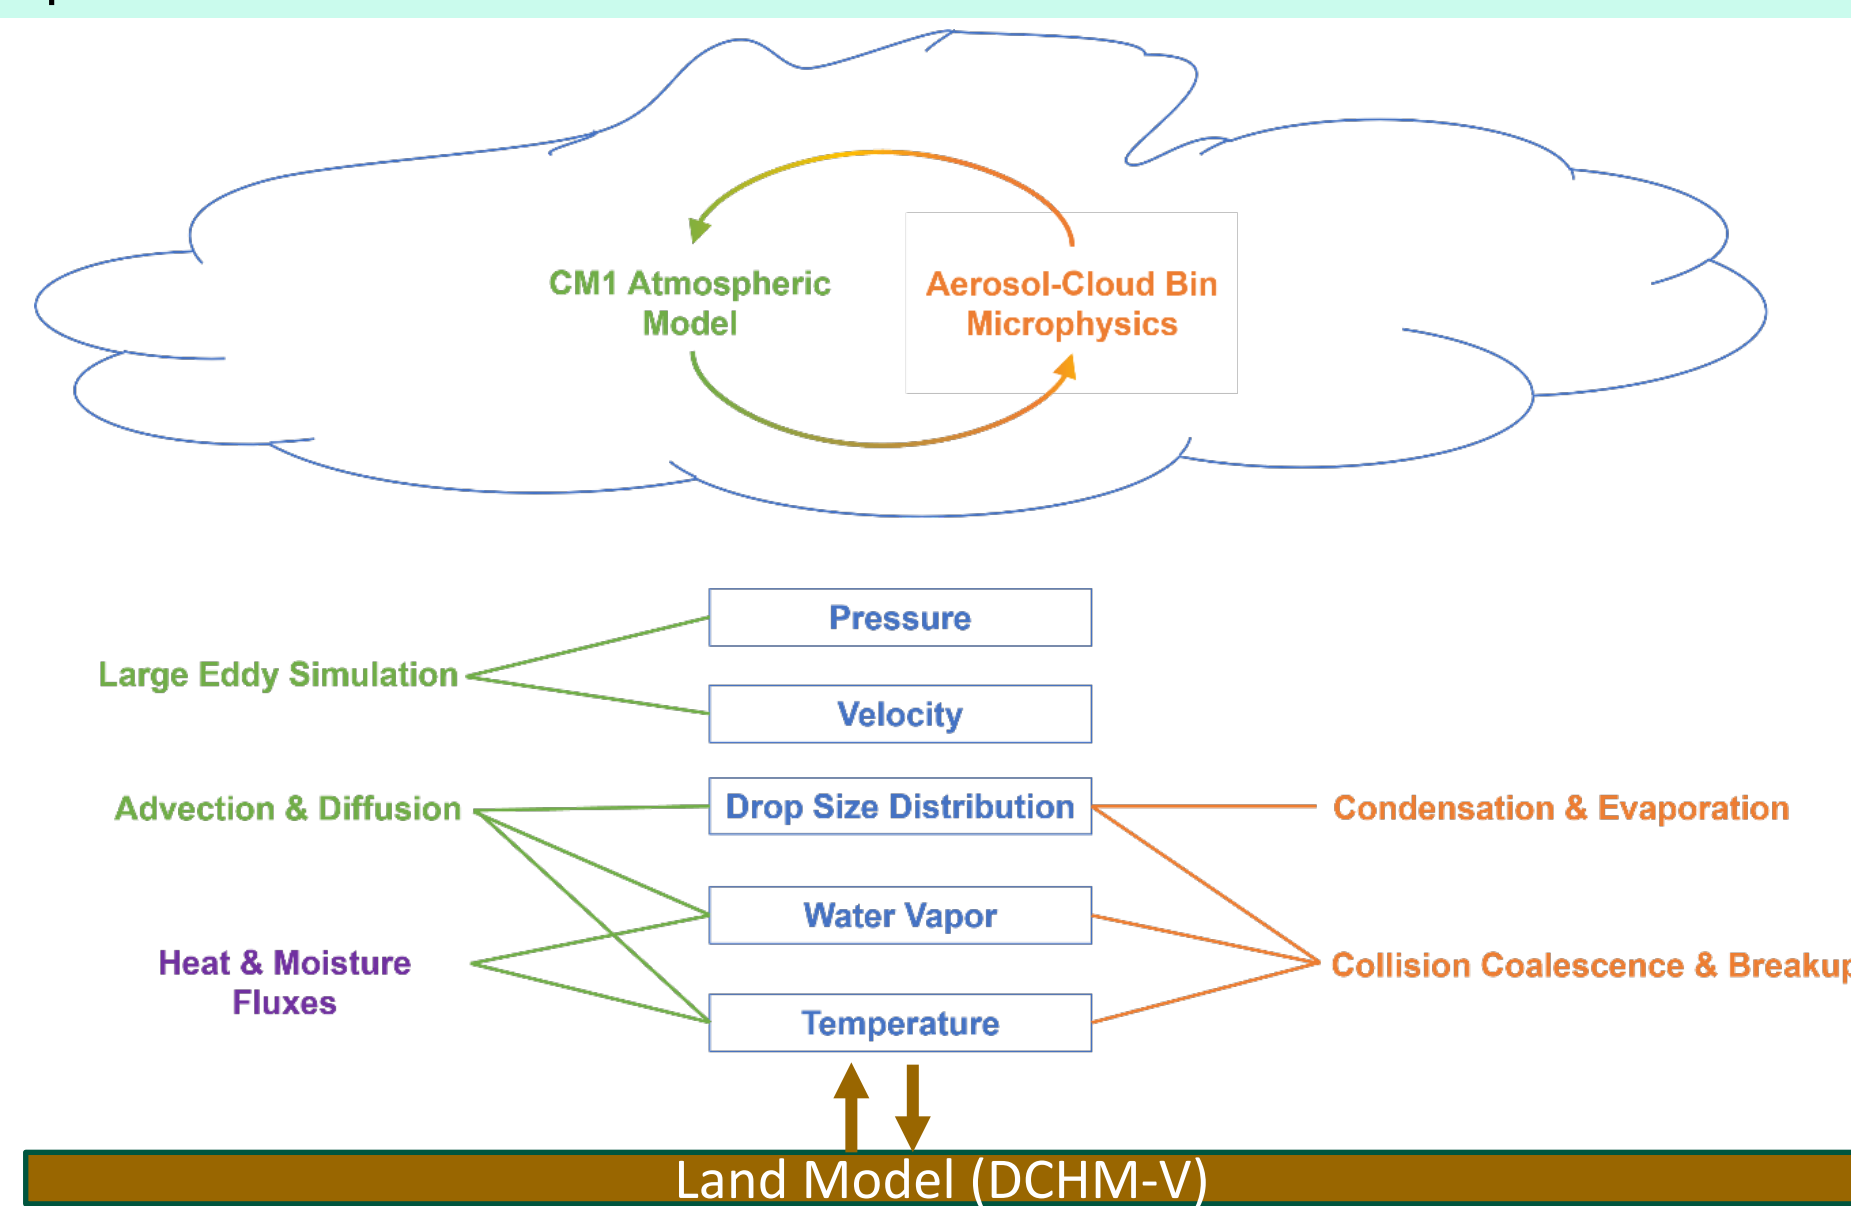 CM1 Atmospheric
Model
Aerosol-Cloud Bin
Microphysics
Pressure
Large Eddy Simulation
Velocity
Advection & Diffusion
Drop Size Distribution
Condensation & Evaporation
Water Vapor
Heat & Moisture
Fluxes
Collision Coalescence & Breakup
Temperature
Land Model (DCHM-V)